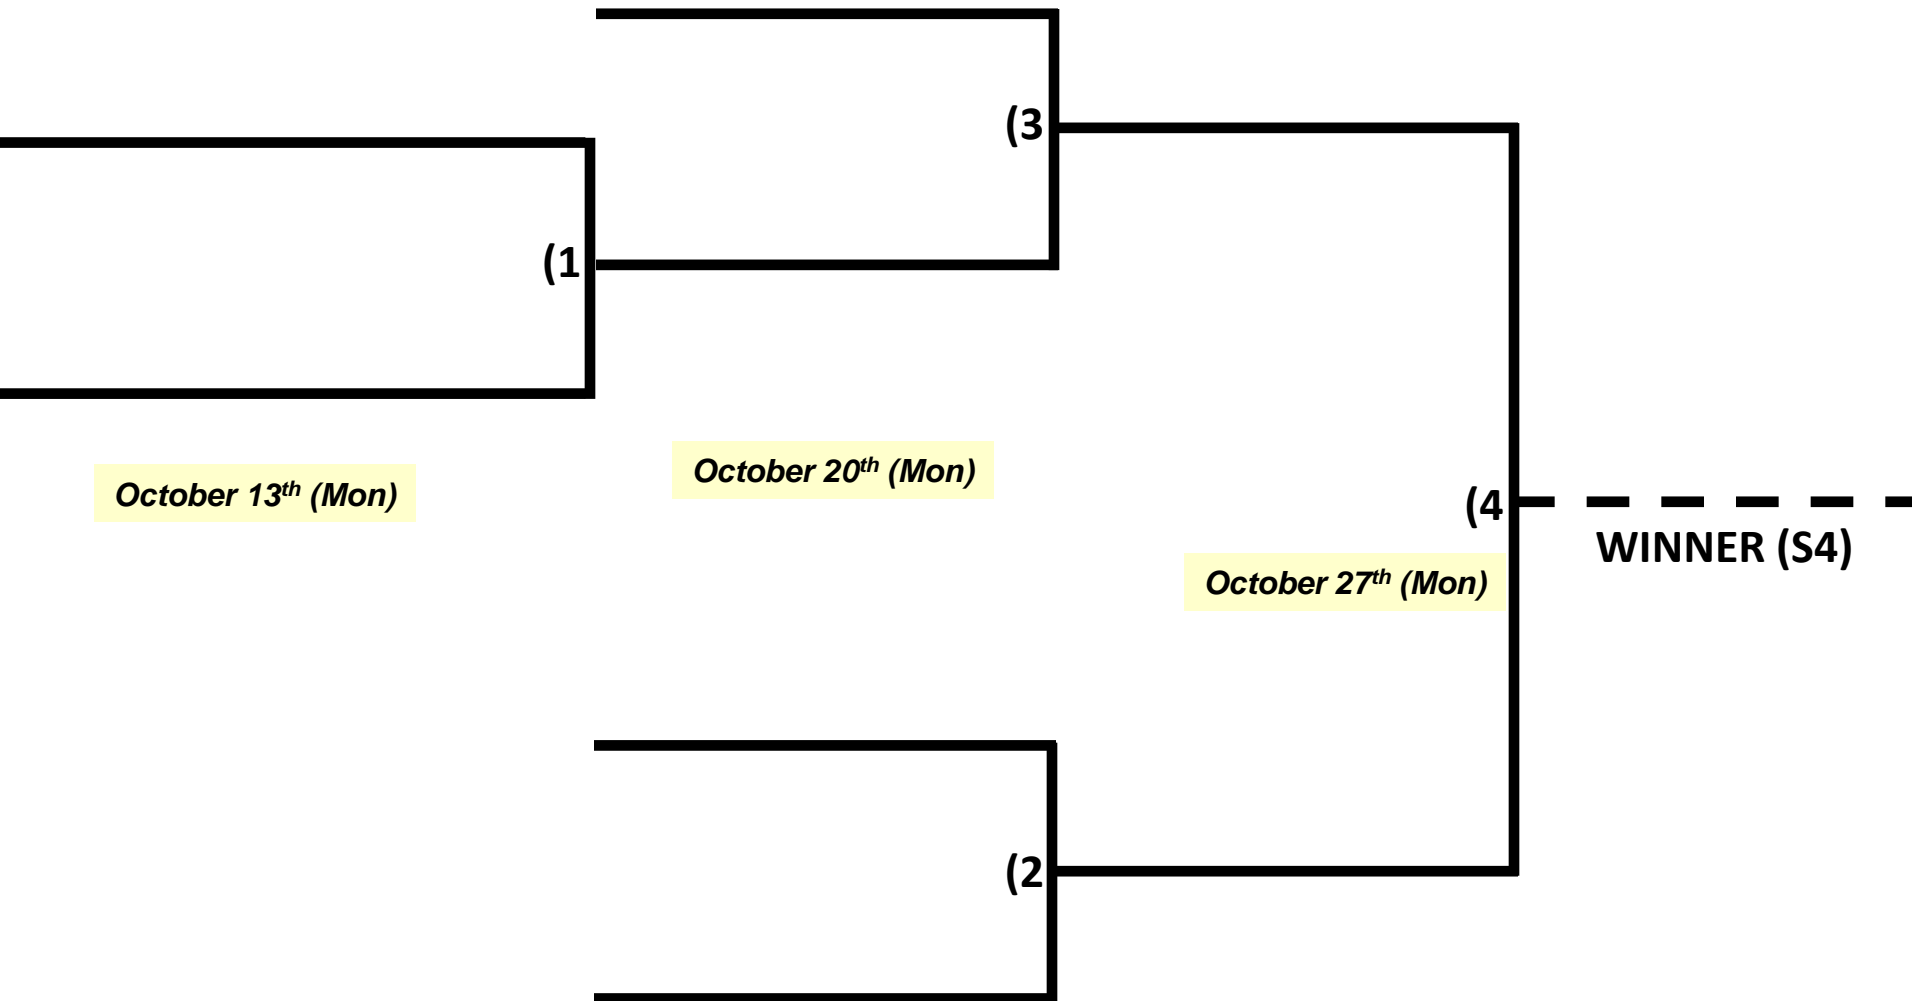 (3
(1
October 13th (Mon)
October 20th (Mon)
(4
WINNER (S4)
October 27th (Mon)
(2